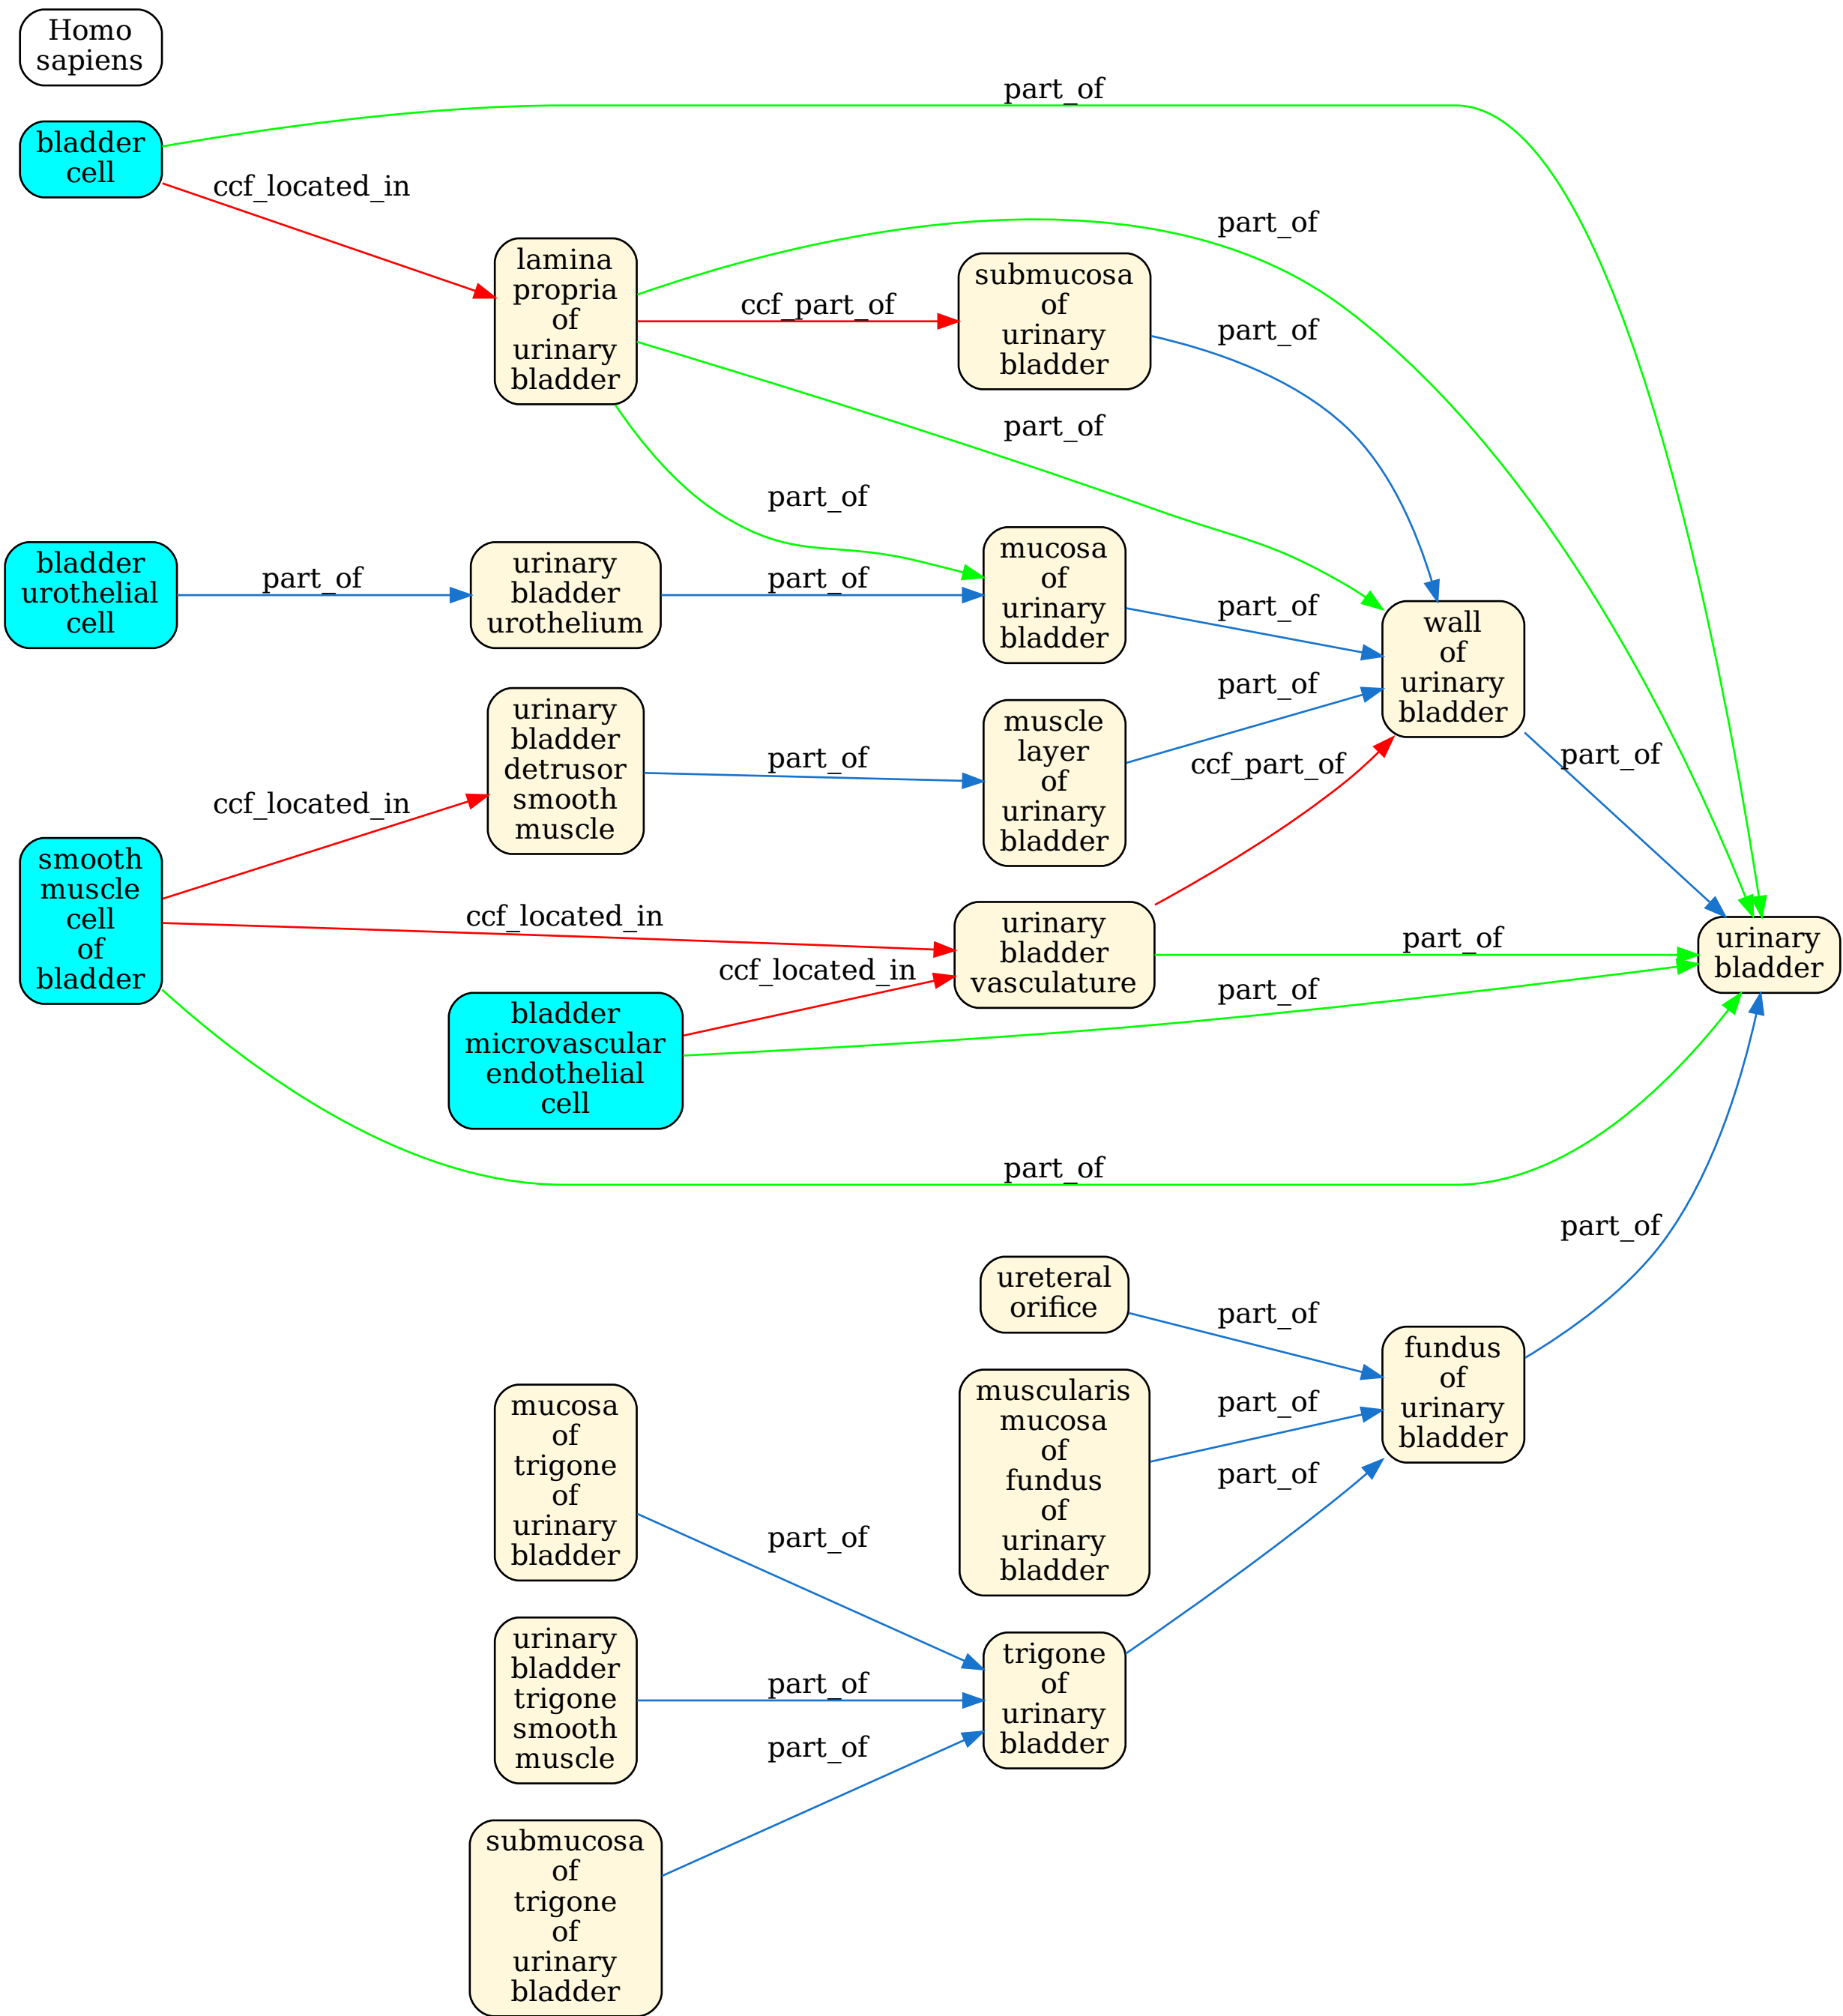 Homo
sapiens
part_of
bladder
cell
ccf_located_in
part_of
lamina
propria
of
urinary
bladder
ccf_part_of
submucosa
of
urinary
bladder
part_of
part_of
part_of
bladder
urothelial
cell
part_of
urinary
bladder
urothelium
part_of
mucosa
of
urinary
bladder
part_of
wall
of
urinary
bladder
part_of
urinary
bladder
detrusor
smooth
muscle
part_of
muscle
layer
of
urinary
bladder
part_of
ccf_part_of
smooth
muscle
cell
of
bladder
ccf_located_in
ccf_located_in
urinary
bladder
vasculature
part_of
urinary
bladder
ccf_located_in
bladder
microvascular
endothelial
cell
part_of
part_of
ureteral
orifice
part_of
fundus
of
urinary
bladder
part_of
muscularis
mucosa
of
fundus
of
urinary
bladder
part_of
part_of
mucosa
of
trigone
of
urinary
bladder
part_of
urinary
bladder
trigone
smooth
muscle
part_of
trigone
of
urinary
bladder
submucosa
of
trigone
of
urinary
bladder
part_of